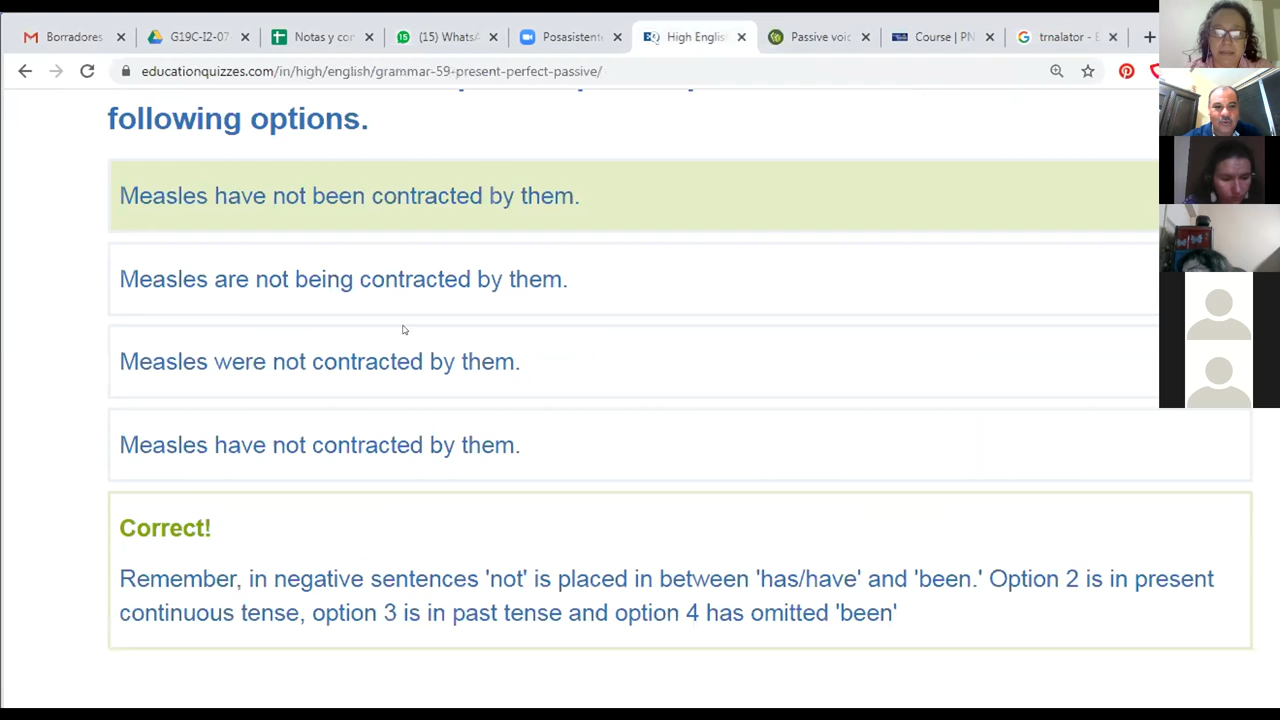 Borradores
G19C-I2-07
Notas y con
(15) WhatsA
Posasistente
High Englis
Passive voic
Course | PN
trnalator - B
educationquizzes.com/in/high/english/grammar-59-present-perfect-passive/
following options.
Measles have not been contracted by them.
Measles are not being contracted by them.
Measles were not contracted by them.
Measles have not contracted by them.
Correct!
Remember, in negative sentences 'not' is placed in between 'has/have' and 'been.' Option 2 is in present
continuous tense, option 3 is in past tense and option 4 has omitted 'been'